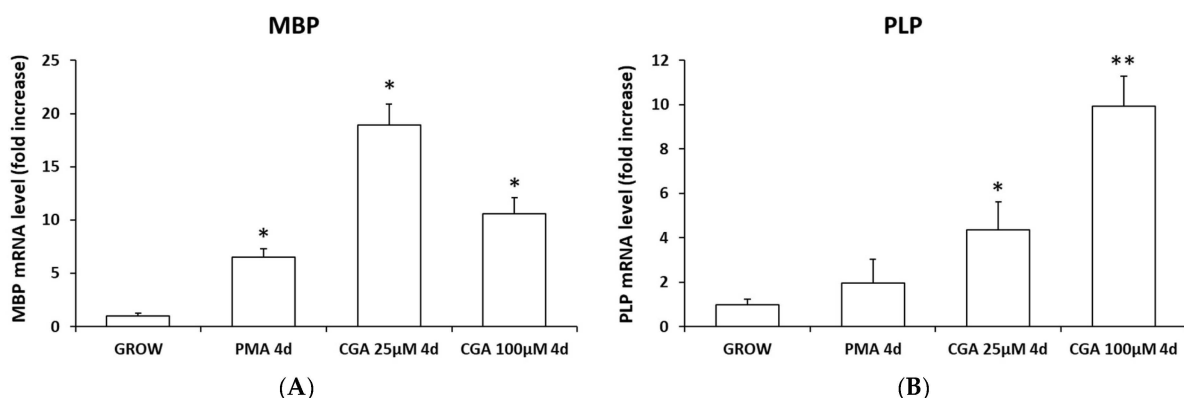 MBP
MBP mRNA level (fold increase)
25
20
15
10
5
0
*
*
*
GROW
PMA 4d
CGA 25μM 4d
CGA 100μM 4d
(A)
PLP
PLP mRNA level (fold increase)
12
10
8
6
4
2
0
*
**
GROW
PMA 4d
CGA 25μM 4d
CGA 100μM 4d
(B)